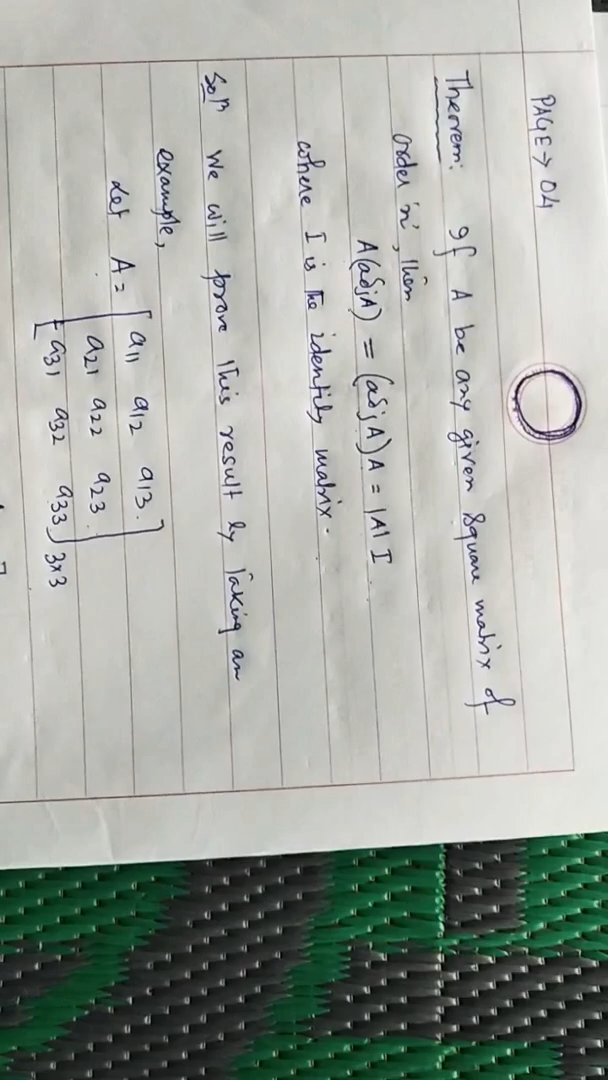 PAGE → 04
Theorem: If A be any given square matrix of
order 'n', then
A(adjA) = (adjA)A = |A| I
where I is the identity matrix.
Soln We will prove this result by taking an
example,
Let A = [ a11 a12 a13.
a21 a22 a23.
a31 a32 a33 ] 3×3